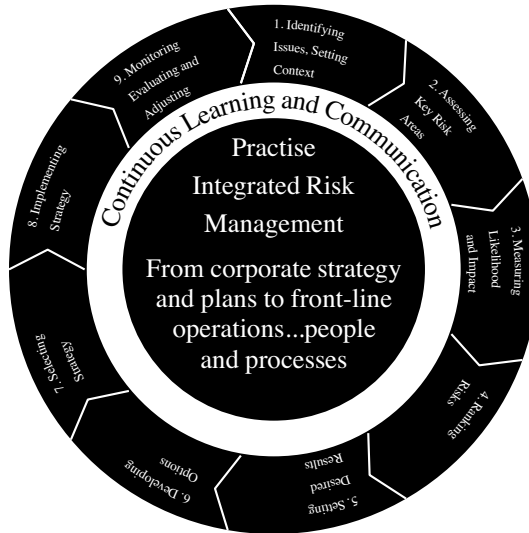 1. Identifying
Issues, Setting
Context
2. Assessing
Key Risk
Areas
3. Measuring
Likelihood
and Impact
4. Ranking
Risks
5. Setting
Desired
Results
6. Developing
Options
7. Selecting
Strategy
8. Implementing
Strategy
9. Monitoring
Evaluating and
Adjusting
Continuous Learning and Communication
Practise
Integrated Risk
Management
From corporate strategy
and plans to front-line
operations...people
and processes